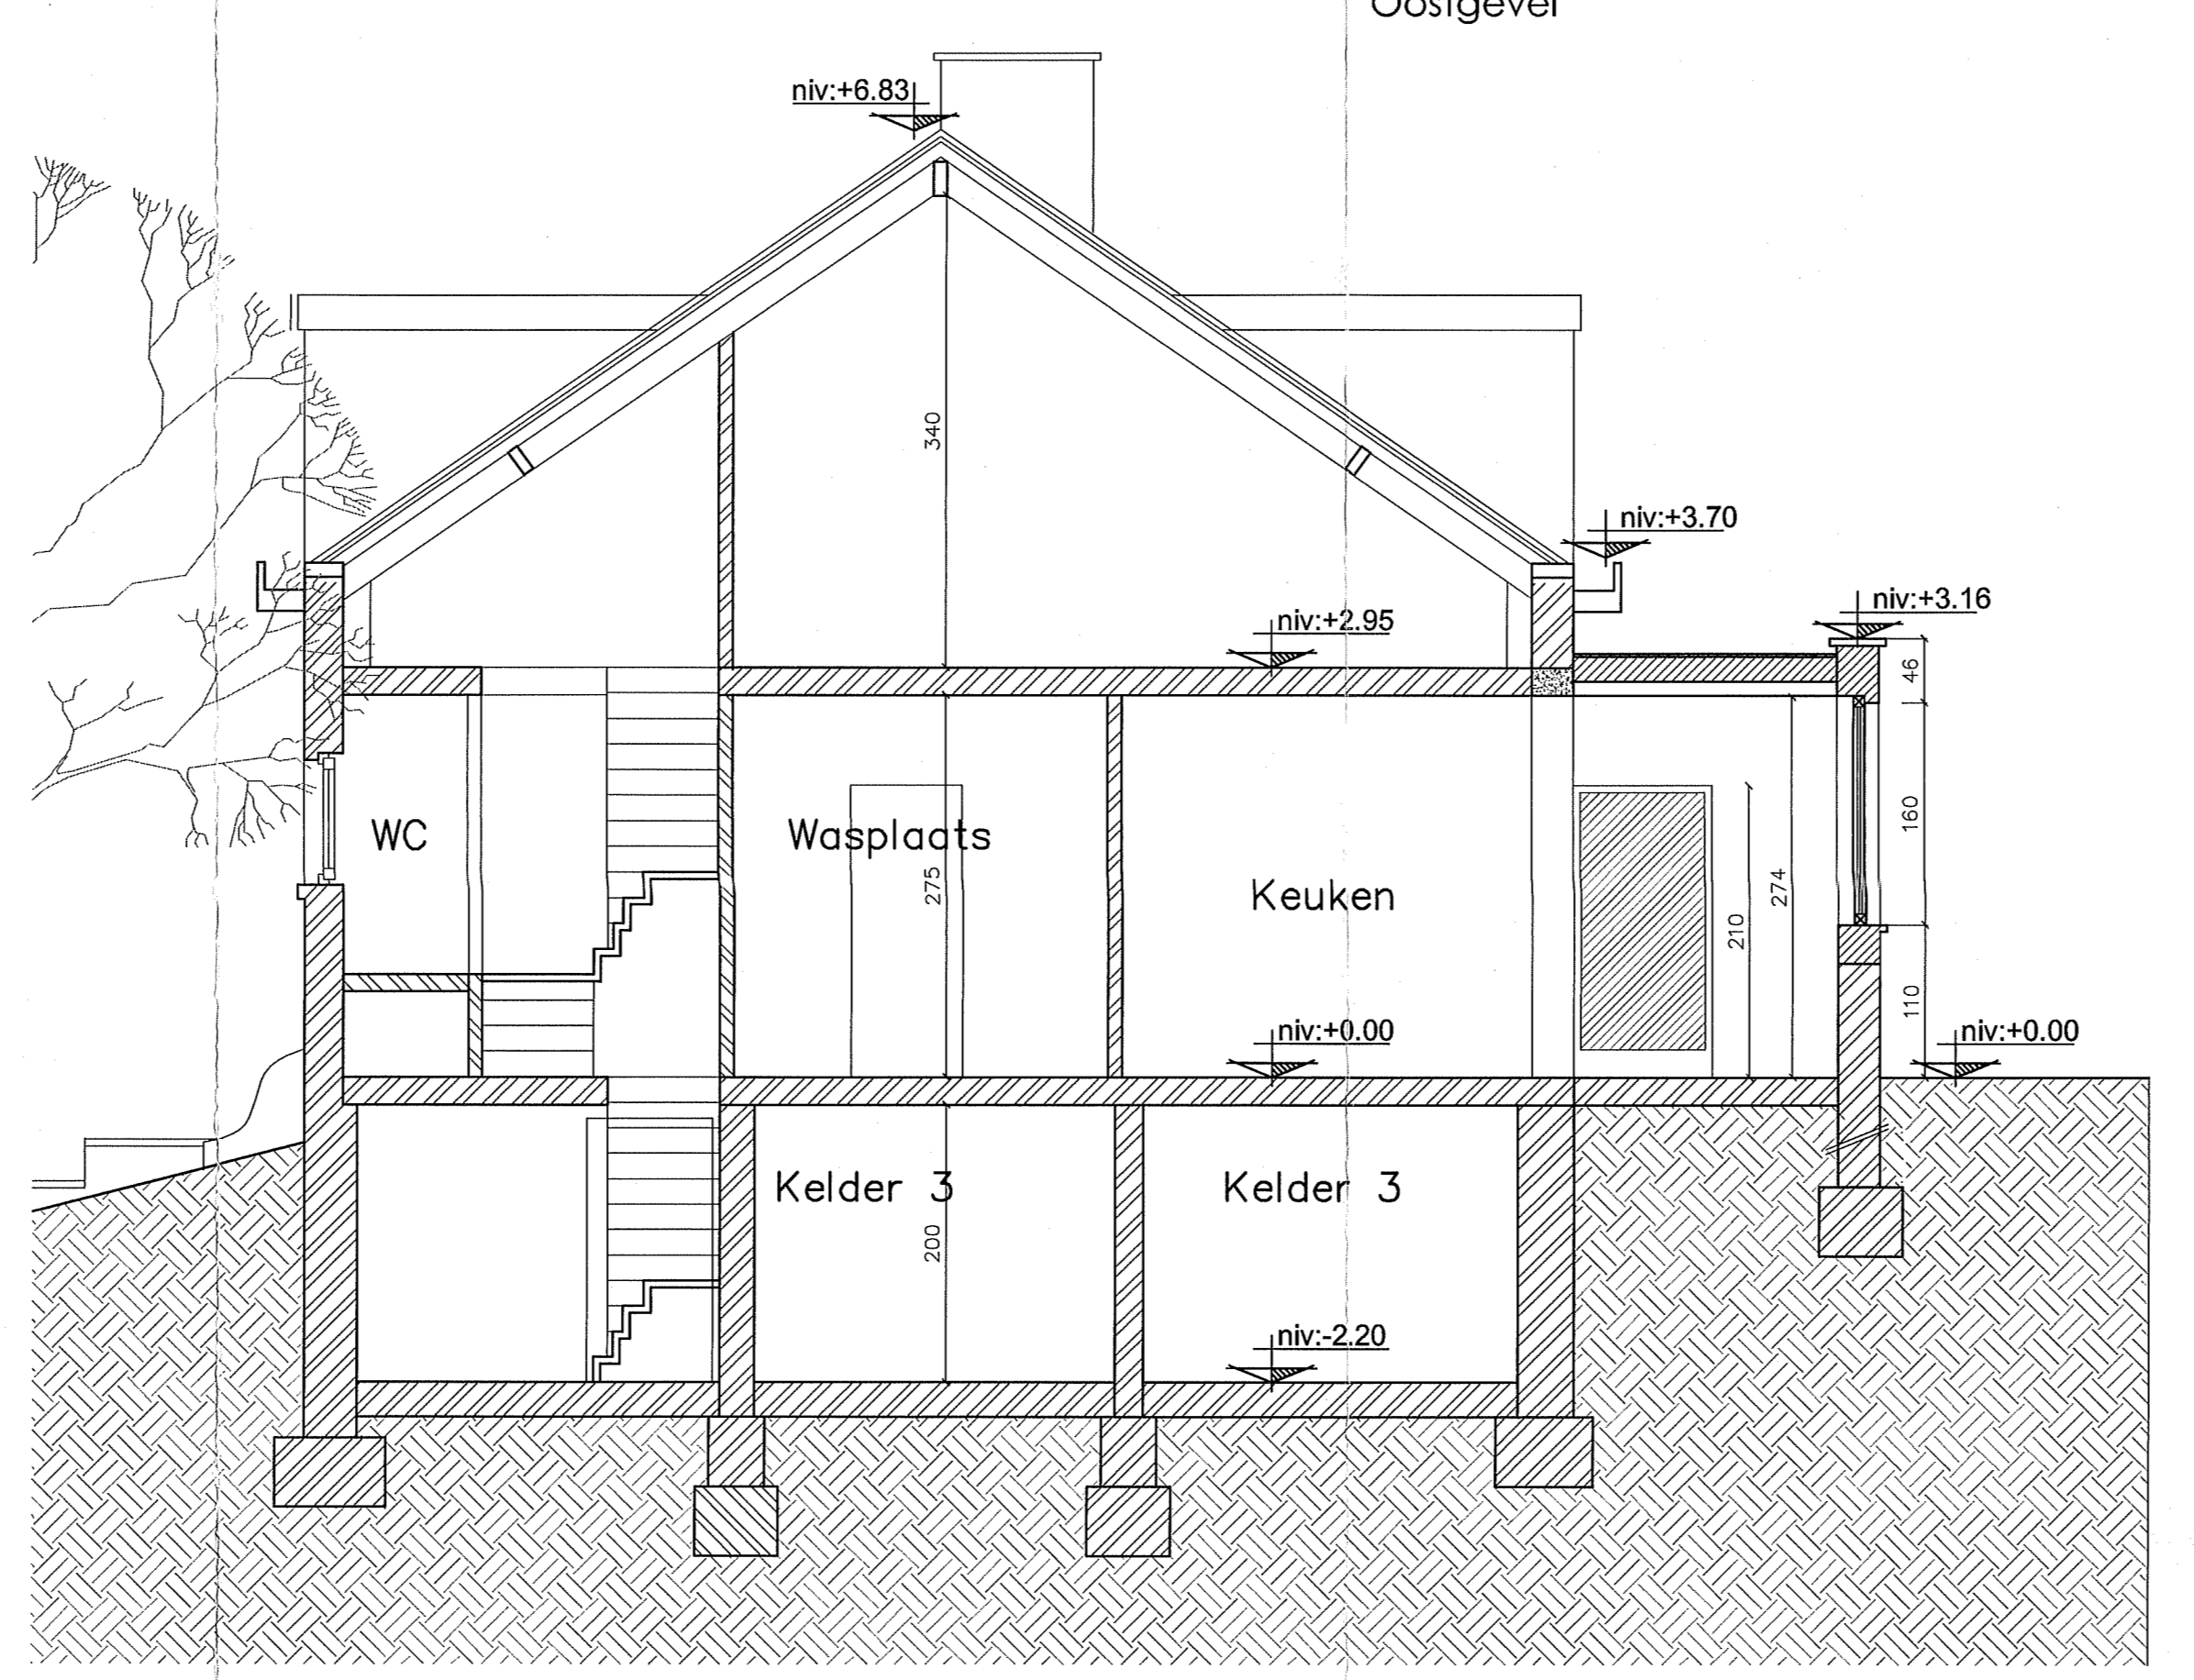 Oostgevel
niv:+6.83
340
niv:+3.70
niv:+3.16
niv:+2.95
46
160
WC
Wasplaats
275
Keuken
274
210
110
niv:+0.00
niv:+0.00
Kelder 3
Kelder 3
200
niv:-2.20